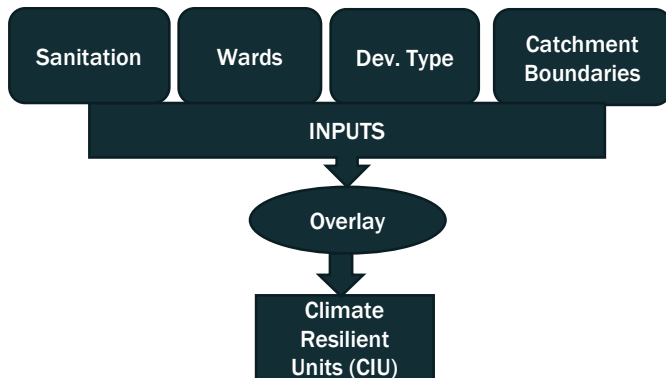 Sanitation
Wards
Dev. Type
Catchment
Boundaries
INPUTS
Overlay
Climate
Resilient
Units (CIU)